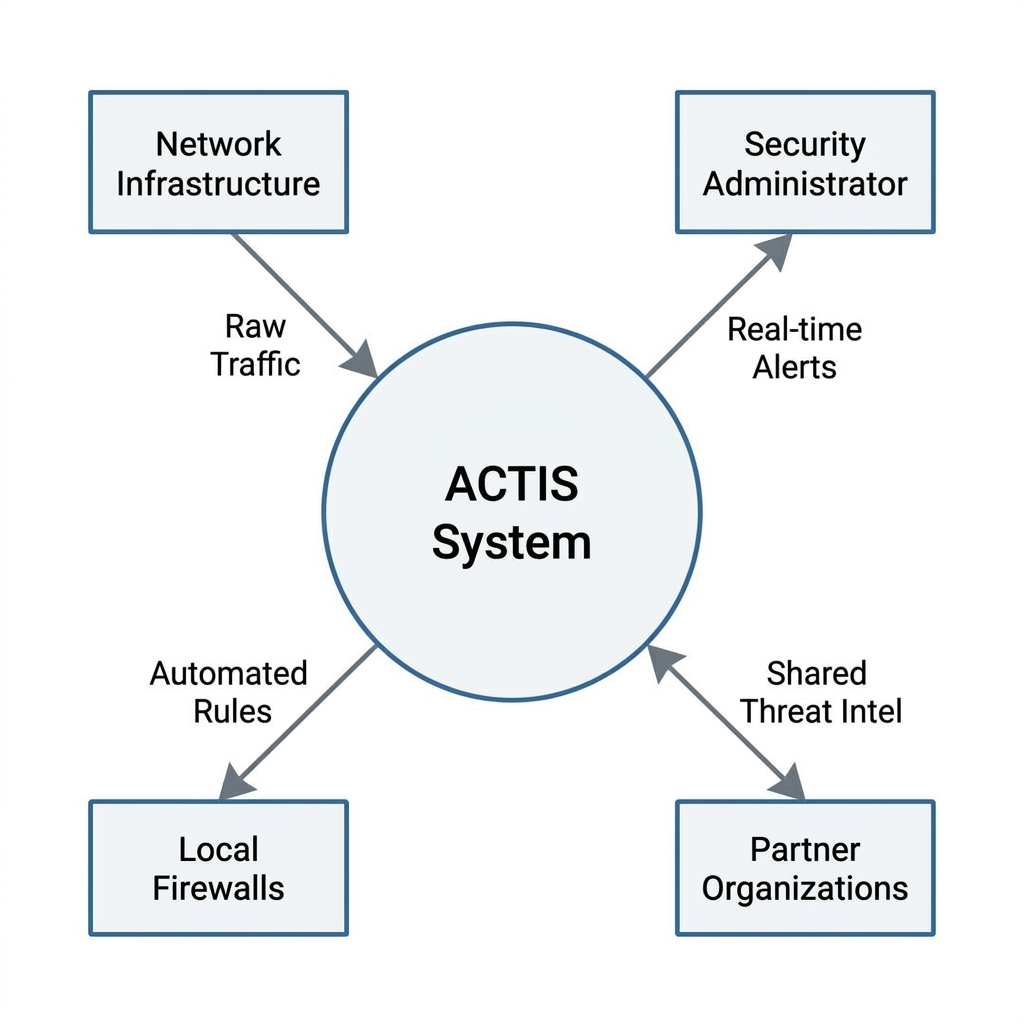 Network
Infrastructure
Security
Administrator
Raw
Traffic
Real-time
Alerts
ACTIS
System
Automated
Rules
Shared
Threat Intel
Local
Firewalls
Partner
Organizations